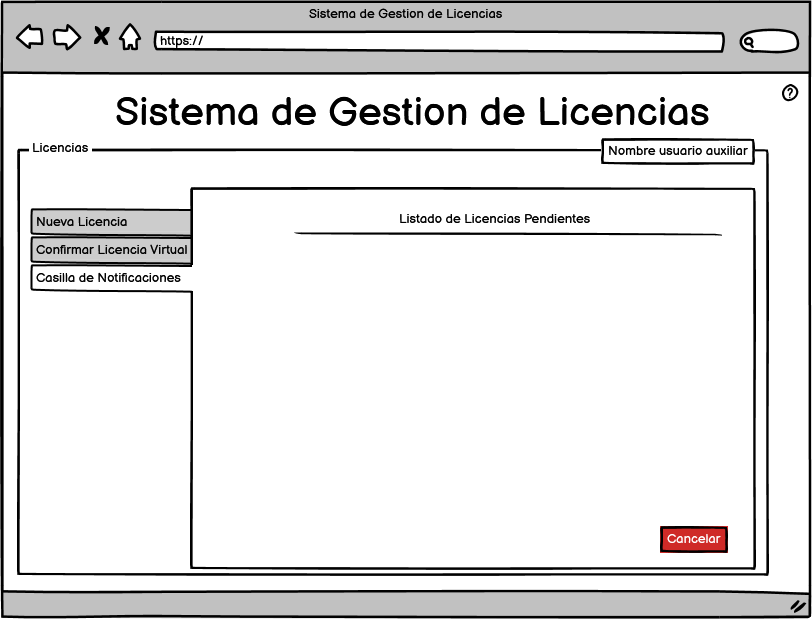 Sistema de Gestion de Licencias
https://
?
Sistema de Gestion de Licencias
Licencias
Nombre usuario auxiliar
Nueva Licencia
Confirmar Licencia Virtual
Casilla de Notificaciones
Listado de Licencias Pendientes
Cancelar